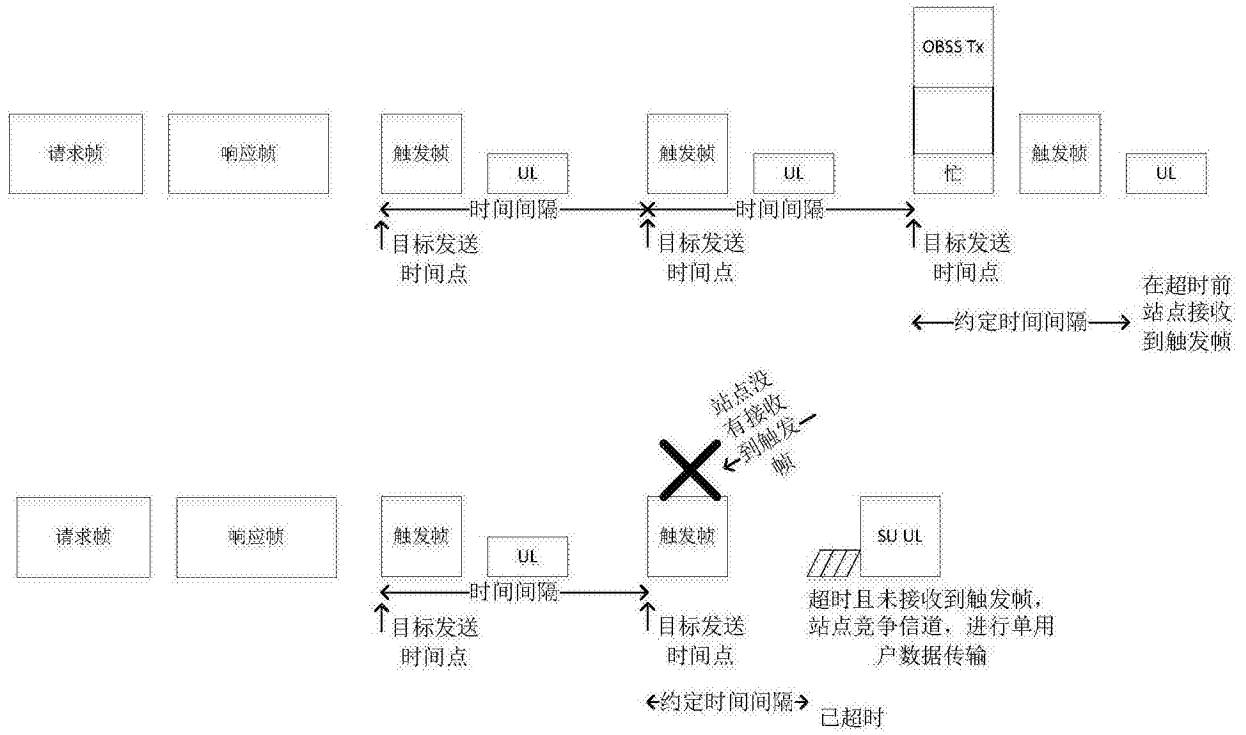 OBSS Tx
请求帧
响应帧
触发帧
UL
触发帧
UL
忙
触发帧
UL
时间间隔
时间间隔
目标发送
时间点
目标发送
时间点
目标发送
时间点
约定时间间隔
在超时前
站点接收
到触发帧
站点没
有接收
到触发
帧
请求帧
响应帧
触发帧
UL
触发帧
SU UL
时间间隔
目标发送
时间点
目标发送
时间点
超时且未接收到触发帧，
站点竞争信道，进行单用
户数据传输
约定时间间隔
已超时